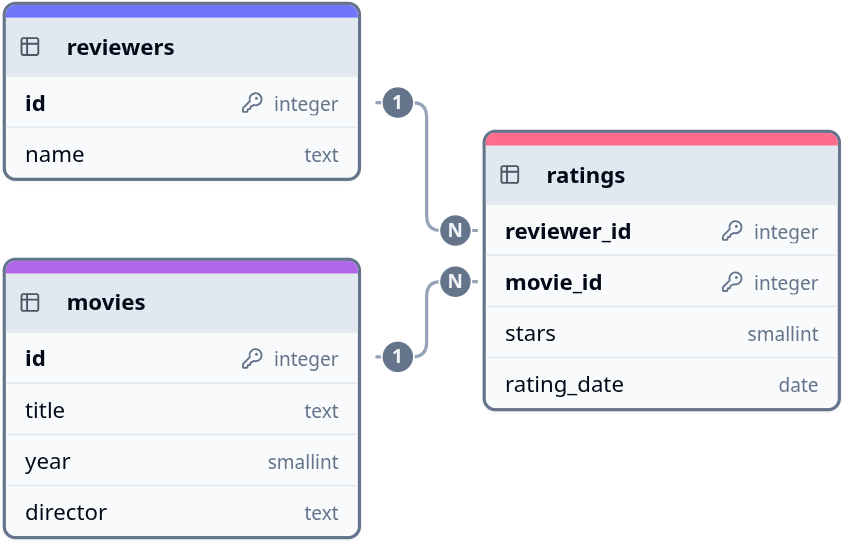 reviewers
id integer
name text
1
N
ratings
reviewer_id integer
movie_id integer
stars smallint
rating_date date
movies
id integer
title text
year smallint
director text
1
N